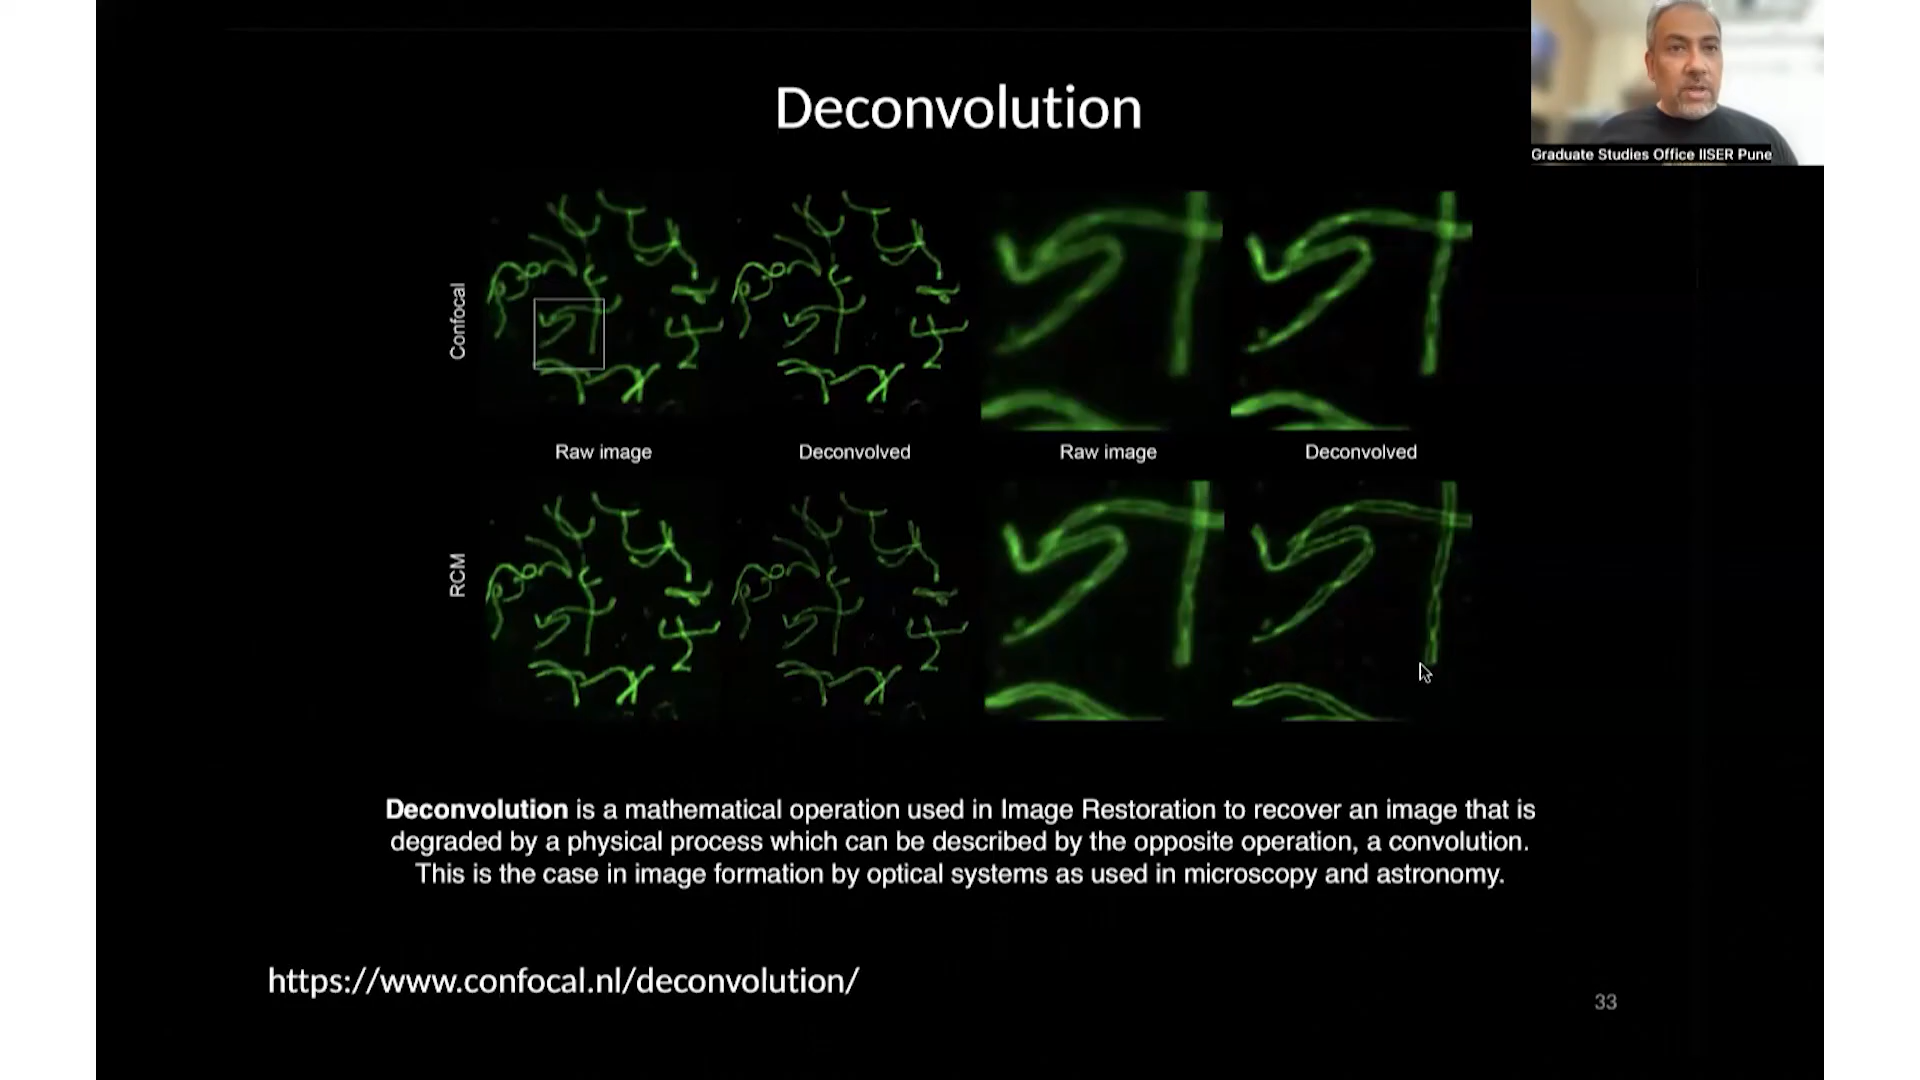 Deconvolution
Graduate Studies Office IISER Pune
Confocal
Raw image
Deconvolved
Raw image
Deconvolved
RCM
Deconvolution is a mathematical operation used in Image Restoration to recover an image that is
degraded by a physical process which can be described by the opposite operation, a convolution.
This is the case in image formation by optical systems as used in microscopy and astronomy.
https://www.confocal.nl/deconvolution/
33